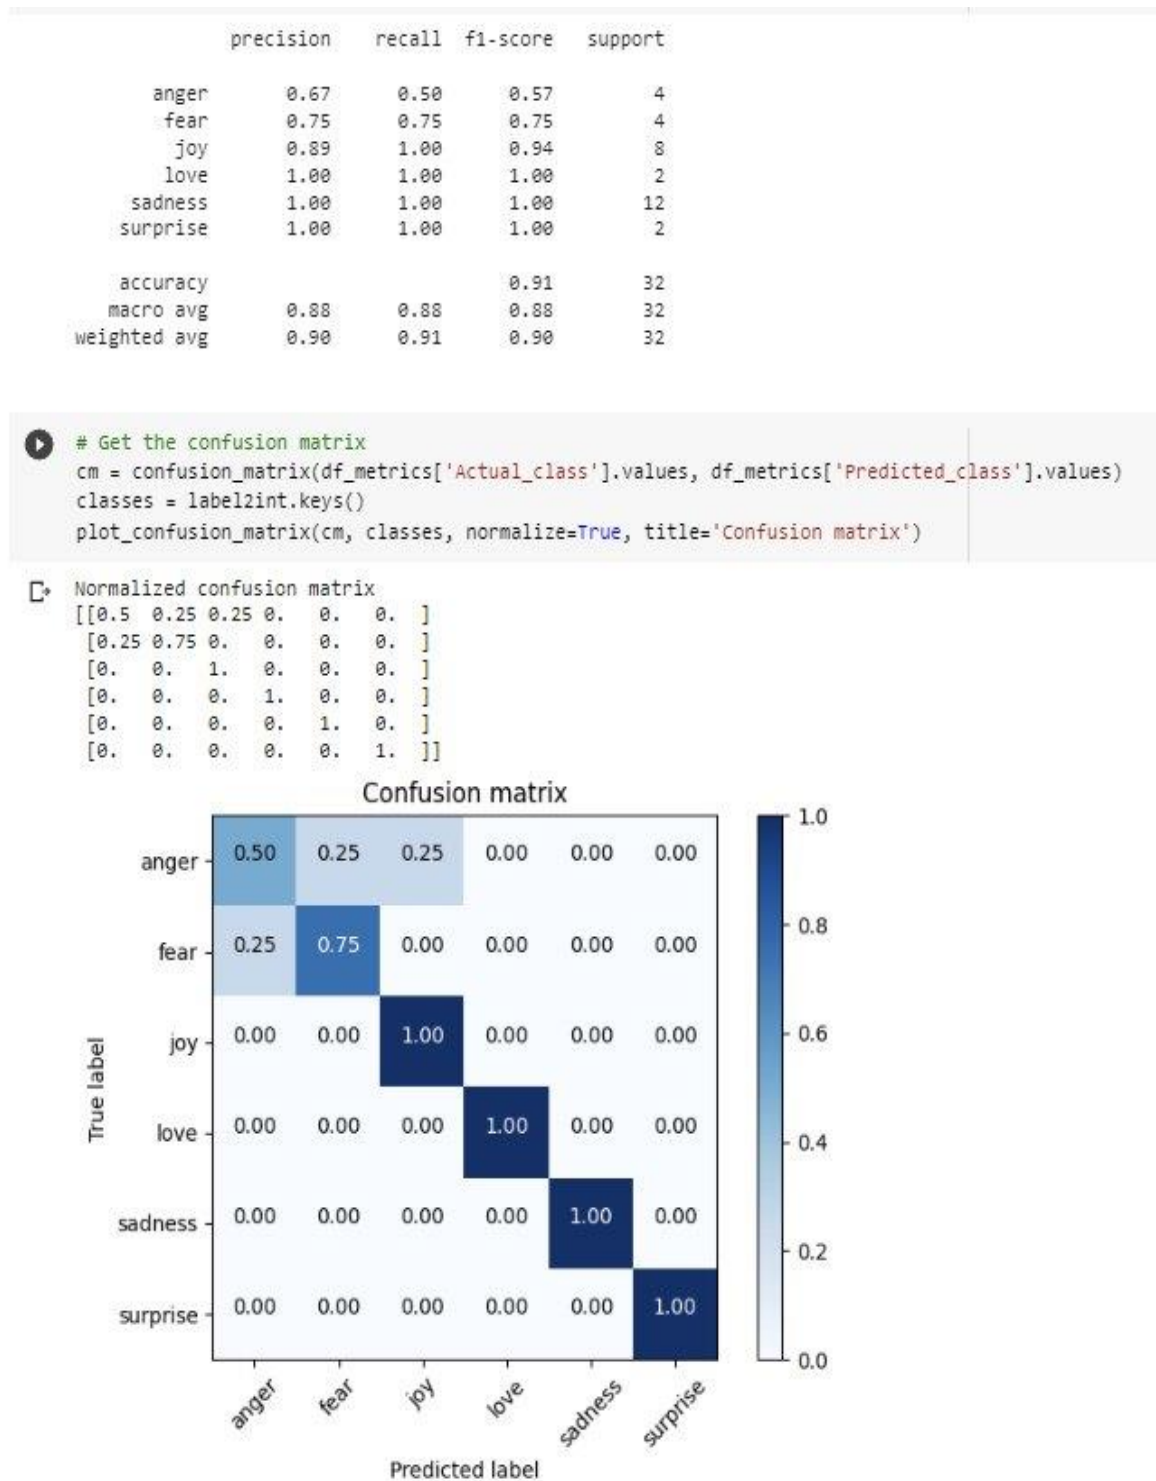 precision recall f1-score support
anger 0.67 0.50 0.57 4
fear 0.75 0.75 0.75 4
joy 0.89 1.00 0.94 8
love 1.00 1.00 1.00 2
sadness 1.00 1.00 1.00 12
surprise 1.00 1.00 1.00 2
accuracy 0.91 32
macro avg 0.88 0.88 0.88 32
weighted avg 0.90 0.91 0.90 32
# Get the confusion matrix
cm = confusion_matrix(df_metrics['Actual_class'].values, df_metrics['Predicted_class'].values)
classes = label2int.keys()
plot_confusion_matrix(cm, classes, normalize=True, title='Confusion matrix')
Normalized confusion matrix
[[0.5 0.25 0.25 0. 0. 0. ]
[0.25 0.75 0. 0. 0. 0. ]
[0. 0. 1. 0. 0. 0. ]
[0. 0. 0. 1. 0. 0. ]
[0. 0. 0. 0. 1. 0. ]
[0. 0. 0. 0. 0. 1. ]]
Confusion matrix
1.0
anger 0.50 0.25 0.25 0.00 0.00 0.00
0.8
fear 0.25 0.75 0.00 0.00 0.00 0.00
0.6
joy 0.00 0.00 1.00 0.00 0.00 0.00
True label
love 0.00 0.00 0.00 1.00 0.00 0.00
0.4
sadness 0.00 0.00 0.00 0.00 1.00 0.00
0.2
surprise 0.00 0.00 0.00 0.00 0.00 1.00
0.0
anger fear joy love sadness surprise
Predicted label